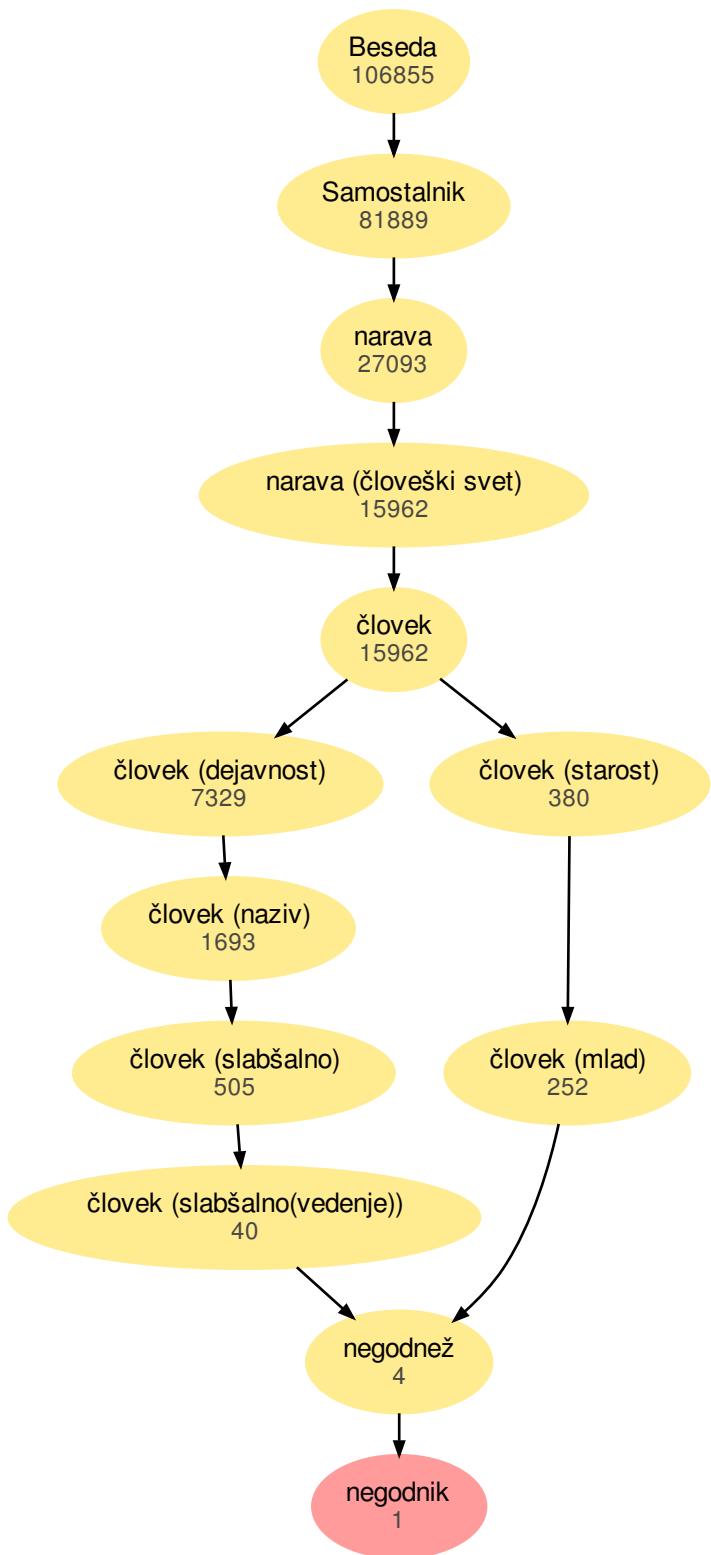 Beseda
106855
Samostalnik
81889
narava
27093
narava (človeški svet)
15962
človek
15962
človek (dejavnost)
7329
človek (starost)
380
človek (naziv)
1693
človek (slabšalno)
505
človek (mlad)
252
človek (slabšalno(vedenje))
40
negodnež
4
negodnik
1